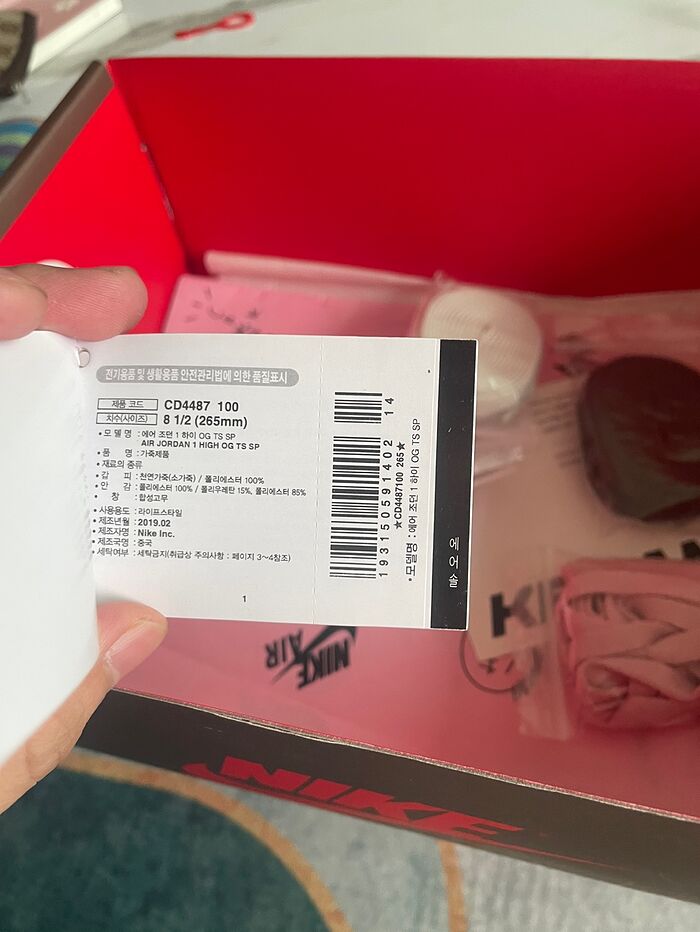 전기용품 및 생활용품 안전관리법에 의한 품질표시
제품 코드 CD4487 100
치수(사이즈) 8 1/2 (265mm)
• 모 델 명 : 에어 조던 1 하이 OG TS SP
AIR JORDAN 1 HIGH OG TS SP
• 품 명 : 가죽제품
• 재료의 종류
• 겉 피 : 천연가죽(소가죽) / 폴리에스터 100%
• 안 감 : 폴리에스터 100% / 폴리우레탄 15%, 폴리에스터 85%
• 창 : 합성고무
• 사용용도 : 라이프스타일
• 제조년월 : 2019.02
• 제조자명 : Nike Inc.
• 제조국명 : 중국
• 세탁여부 : 세탁금지(취급상 주의사항 : 페이지 3~4참조)
1
193150591402 14
★CD4487100 265★
• 모델명 : 에어 조던 1 하이 OG TS SP
에어솔
NIKE
AIR
NIKE